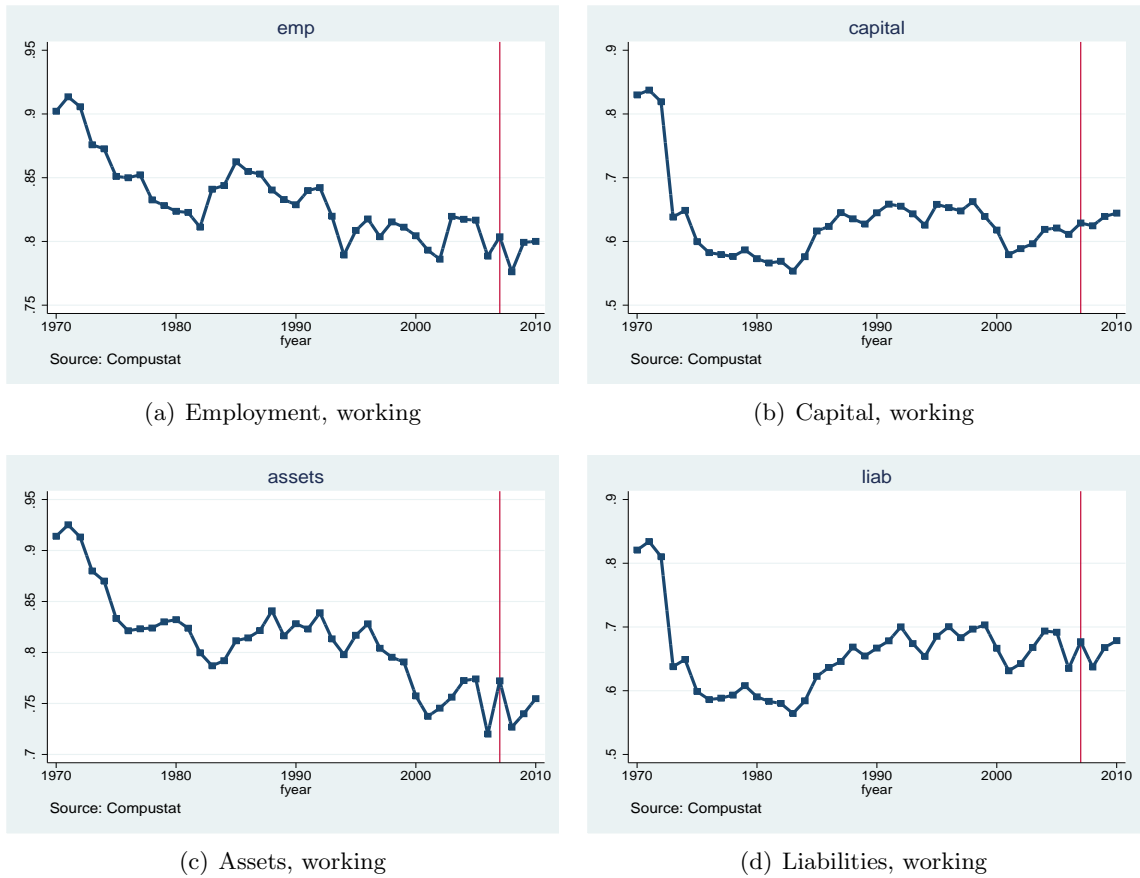 emp
.95
.9
.85
.8
.75
1970 1980 1990 2000 2010
fyear
Source: Compustat
(a) Employment, working
capital
.9
.8
.7
.6
.5
1970 1980 1990 2000 2010
fyear
Source: Compustat
(b) Capital, working
assets
.95
.9
.85
.8
.75
.7
1970 1980 1990 2000 2010
fyear
Source: Compustat
(c) Assets, working
liab
.9
.8
.7
.6
.5
1970 1980 1990 2000 2010
fyear
Source: Compustat
(d) Liabilities, working